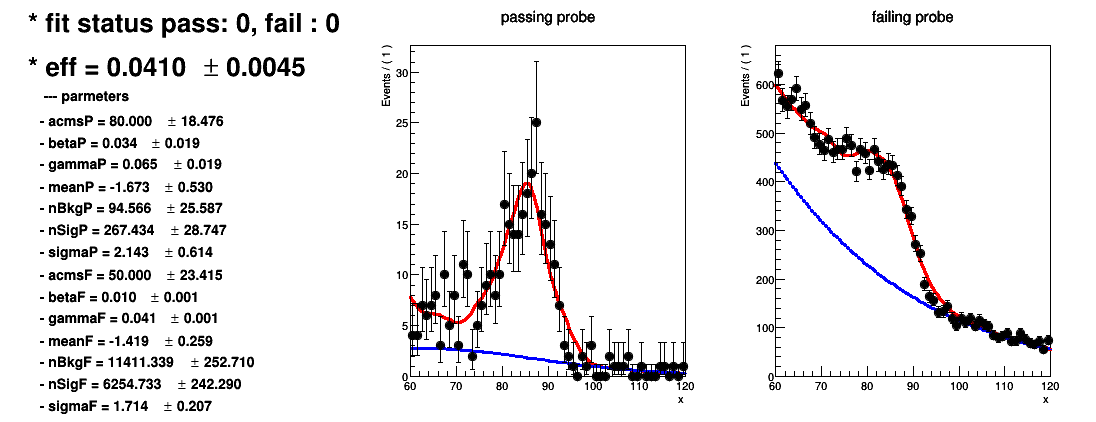 * fit status pass: 0, fail : 0
* eff = 0.0410 ± 0.0045
--- parmeters
- acmsP = 80.000 ± 18.476
- betaP = 0.034 ± 0.019
- gammaP = 0.065 ± 0.019
- meanP = -1.673 ± 0.530
- nBkgP = 94.566 ± 25.587
- nSigP = 267.434 ± 28.747
- sigmaP = 2.143 ± 0.614
- acmsF = 50.000 ± 23.415
- betaF = 0.010 ± 0.001
- gammaF = 0.041 ± 0.001
- meanF = -1.419 ± 0.259
- nBkgF = 11411.339 ± 252.710
- nSigF = 6254.733 ± 242.290
- sigmaF = 1.714 ± 0.207
passing probe
Events / ( 1 )
30
25
20
15
10
5
0
60 70 80 90 100 110 120
x
failing probe
Events / ( 1 )
600
500
400
300
200
100
0
60 70 80 90 100 110 120
x